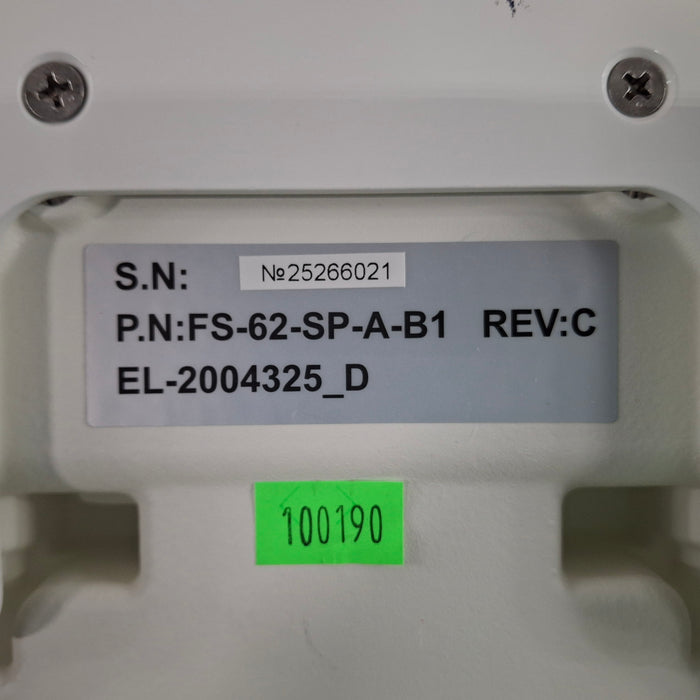 S.N: №25266021
P.N:FS-62-SP-A-B1 REV:C
EL-2004325_D
100190